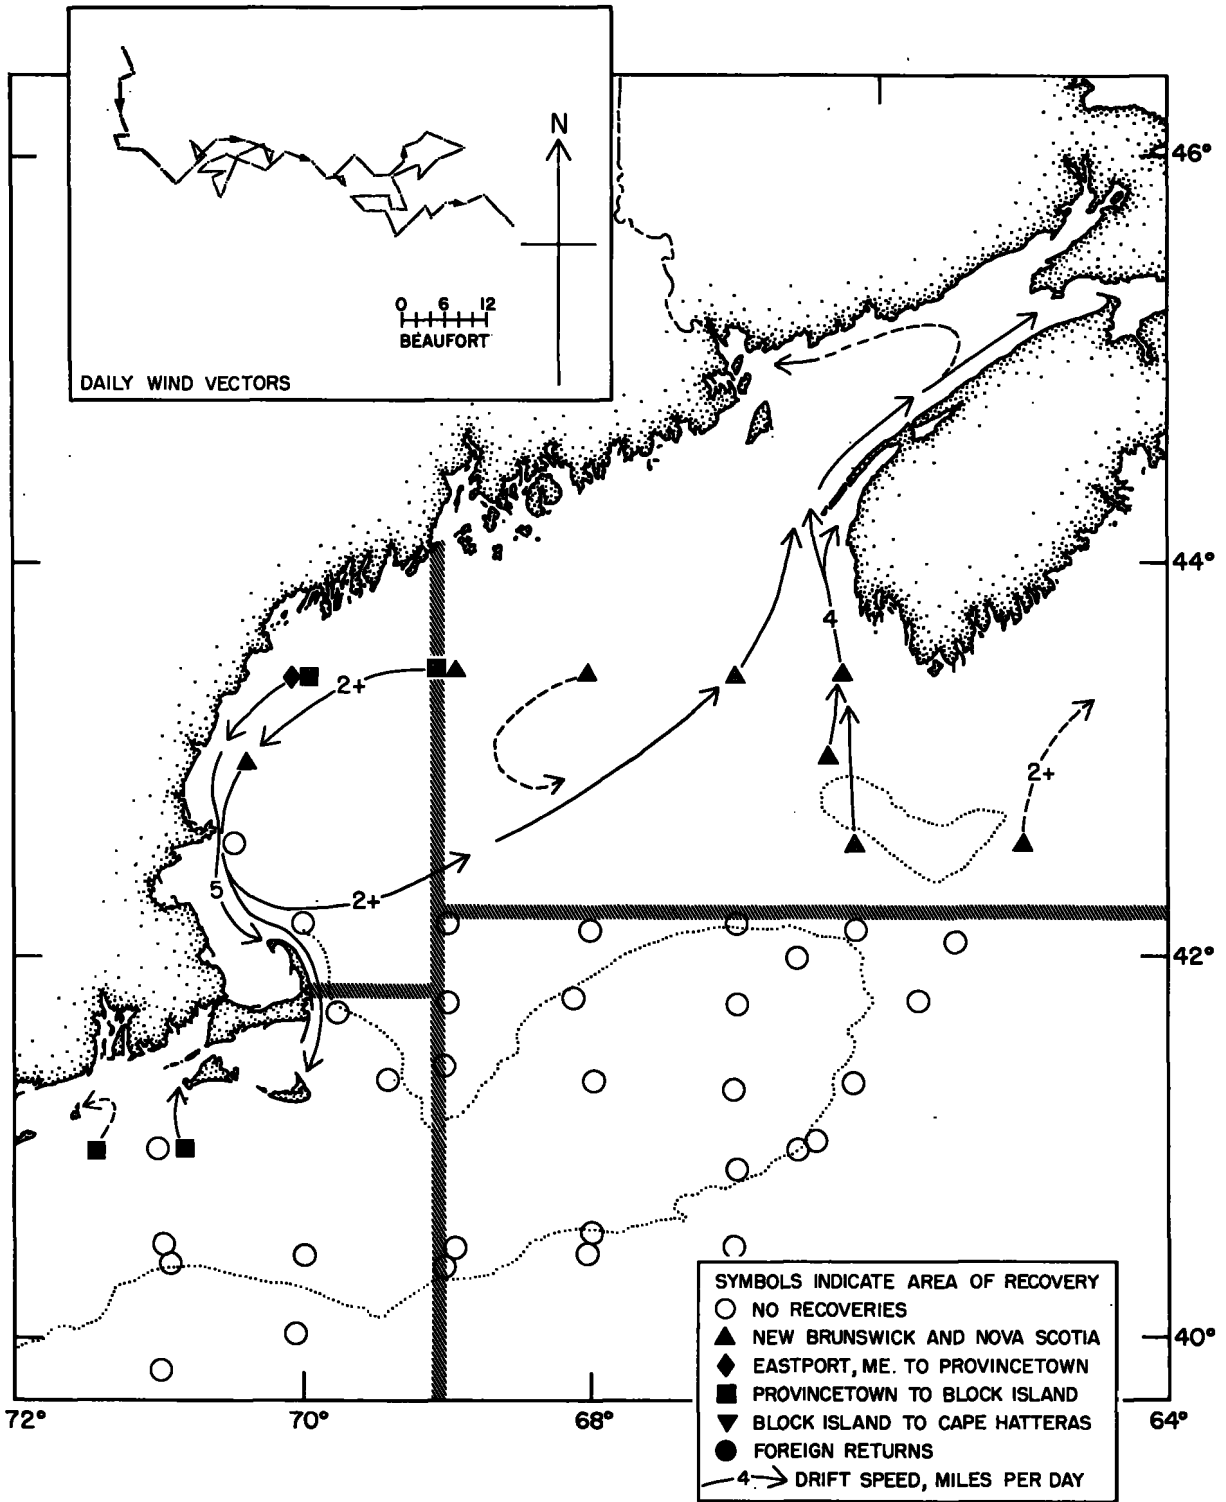 N
0 6 12
BEAUFORT
DAILY WIND VECTORS
46°
44°
4
2+
2+
5
2+
42°
40°
72°
70°
68°
64°
SYMBOLS INDICATE AREA OF RECOVERY
NO RECOVERIES
NEW BRUNSWICK AND NOVA SCOTIA
EASTPORT, ME. TO PROVINCETOWN
PROVINCETOWN TO BLOCK ISLAND
BLOCK ISLAND TO CAPE HATTERAS
FOREIGN RETURNS
4 DRIFT SPEED, MILES PER DAY